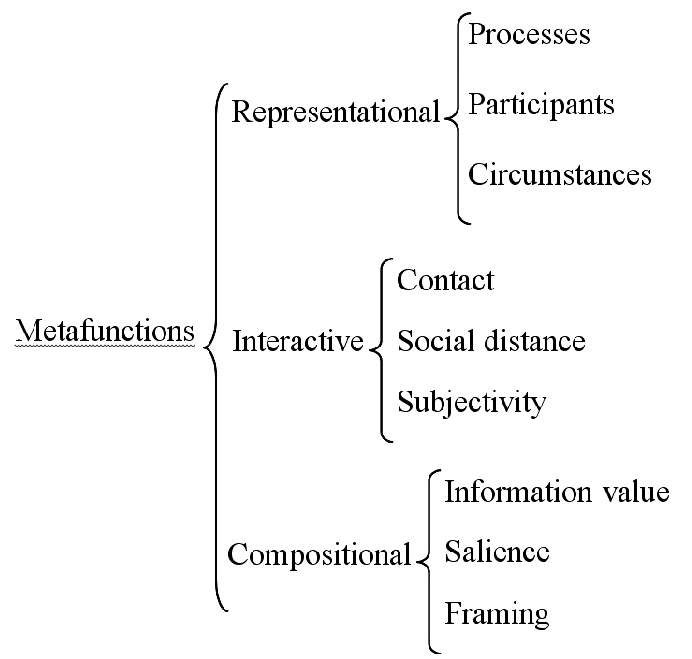 Processes
Representational
Participants
Circumstances
Contact
Metafunctions
Interactive
Social distance
Subjectivity
Information value
Compositional
Salience
Framing